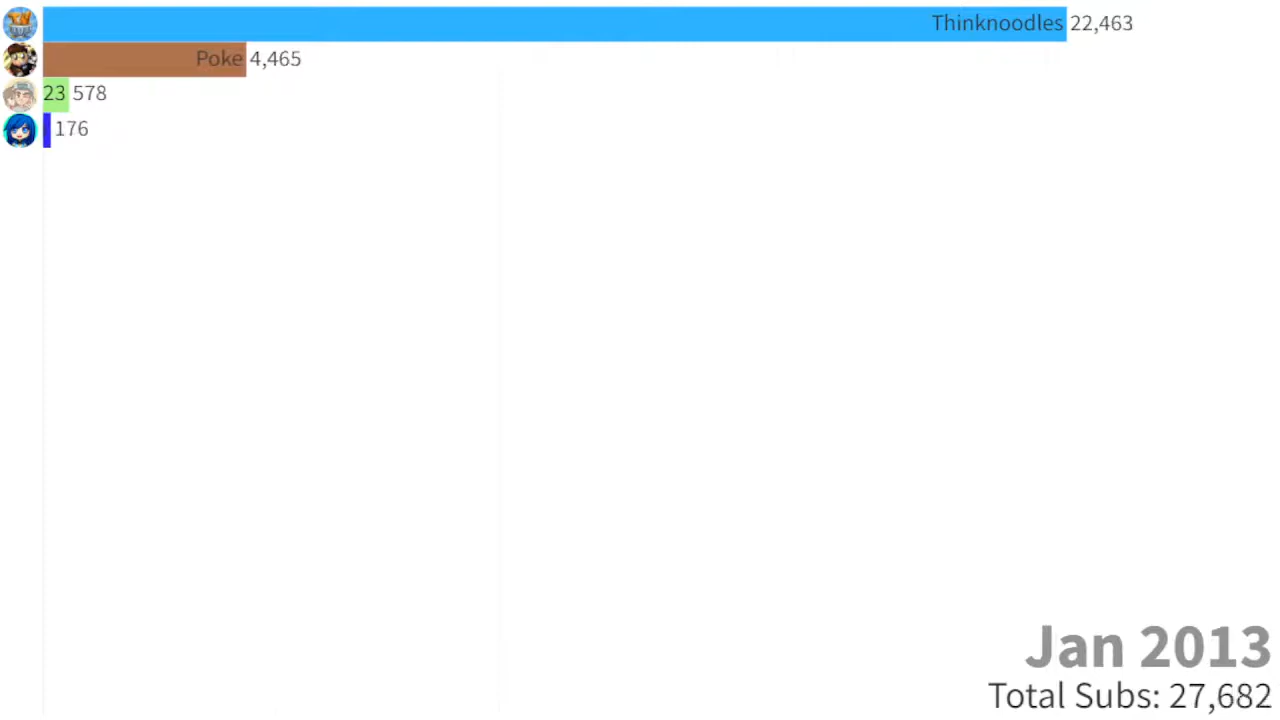 Thinknoodles 22,463
Poke 4,465
23 578
176
Jan 2013
Total Subs: 27,682